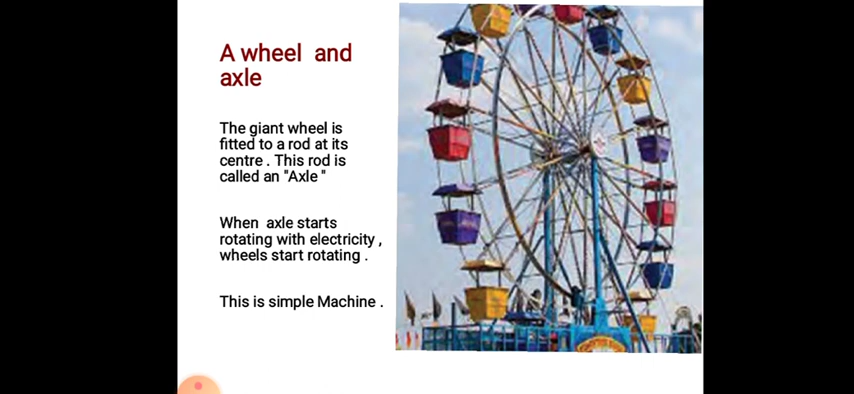 A wheel  and
axle
The giant wheel is
fitted to a rod at its
centre . This rod is
called an "Axle "
When  axle starts
rotating with electricity ,
wheels start rotating .
This is simple Machine .